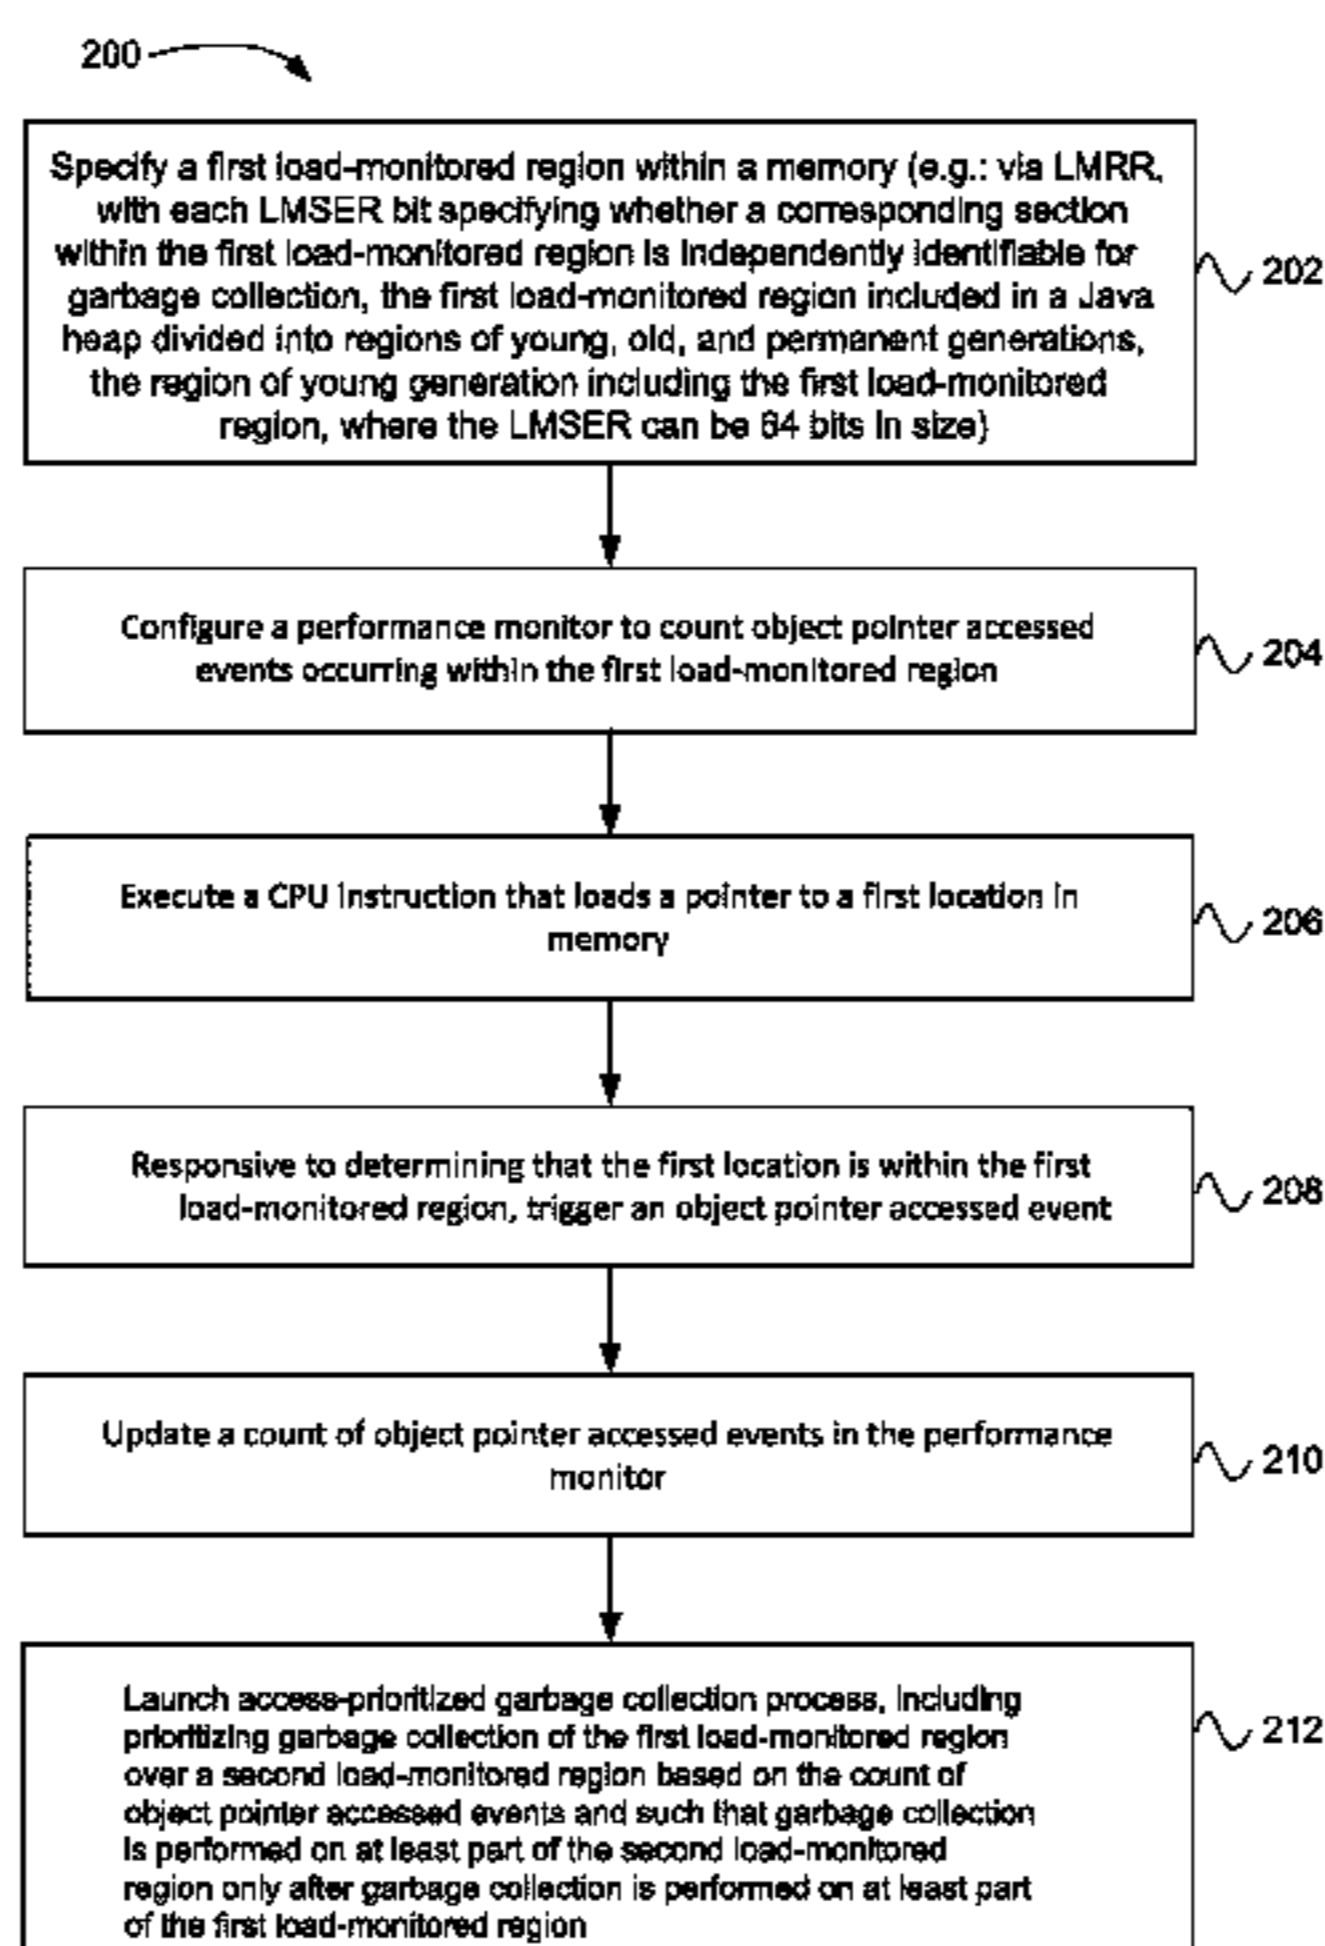 200
Specify a first load-monitored region within a memory (e.g.: via LMRR,
with each LMSER bit specifying whether a corresponding section
within the first load-monitored region is independently identifiable for
garbage collection, the first load-monitored region included in a Java
heap divided into regions of young, old, and permanent generations,
the region of young generation including the first load-monitored
region, where the LMSER can be 64 bits in size)
202
Configure a performance monitor to count object pointer accessed
events occurring within the first load-monitored region
204
Execute a CPU instruction that loads a pointer to a first location in
memory
206
Responsive to determining that the first location is within the first
load-monitored region, trigger an object pointer accessed event
208
Update a count of object pointer accessed events in the performance
monitor
210
Launch access-prioritized garbage collection process, including
prioritizing garbage collection of the first load-monitored region
over a second load-monitored region based on the count of
object pointer accessed events and such that garbage collection
is performed on at least part of the second load-monitored
region only after garbage collection is performed on at least part
of the first load-monitored region
212